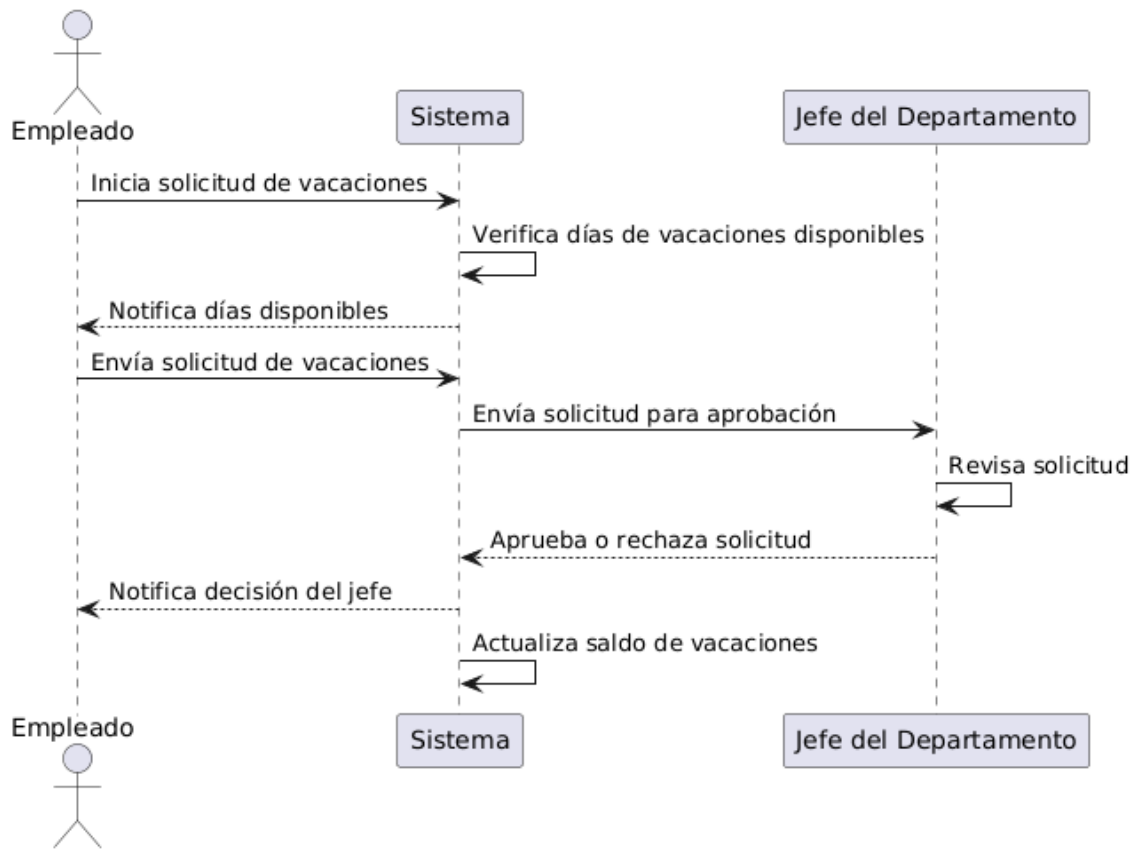 Empleado
Sistema
Jefe del Departamento
Inicia solicitud de vacaciones
Verifica días de vacaciones disponibles
Notifica días disponibles
Envía solicitud de vacaciones
Envía solicitud para aprobación
Revisa solicitud
Aprueba o rechaza solicitud
Notifica decisión del jefe
Actualiza saldo de vacaciones
Empleado
Sistema
Jefe del Departamento